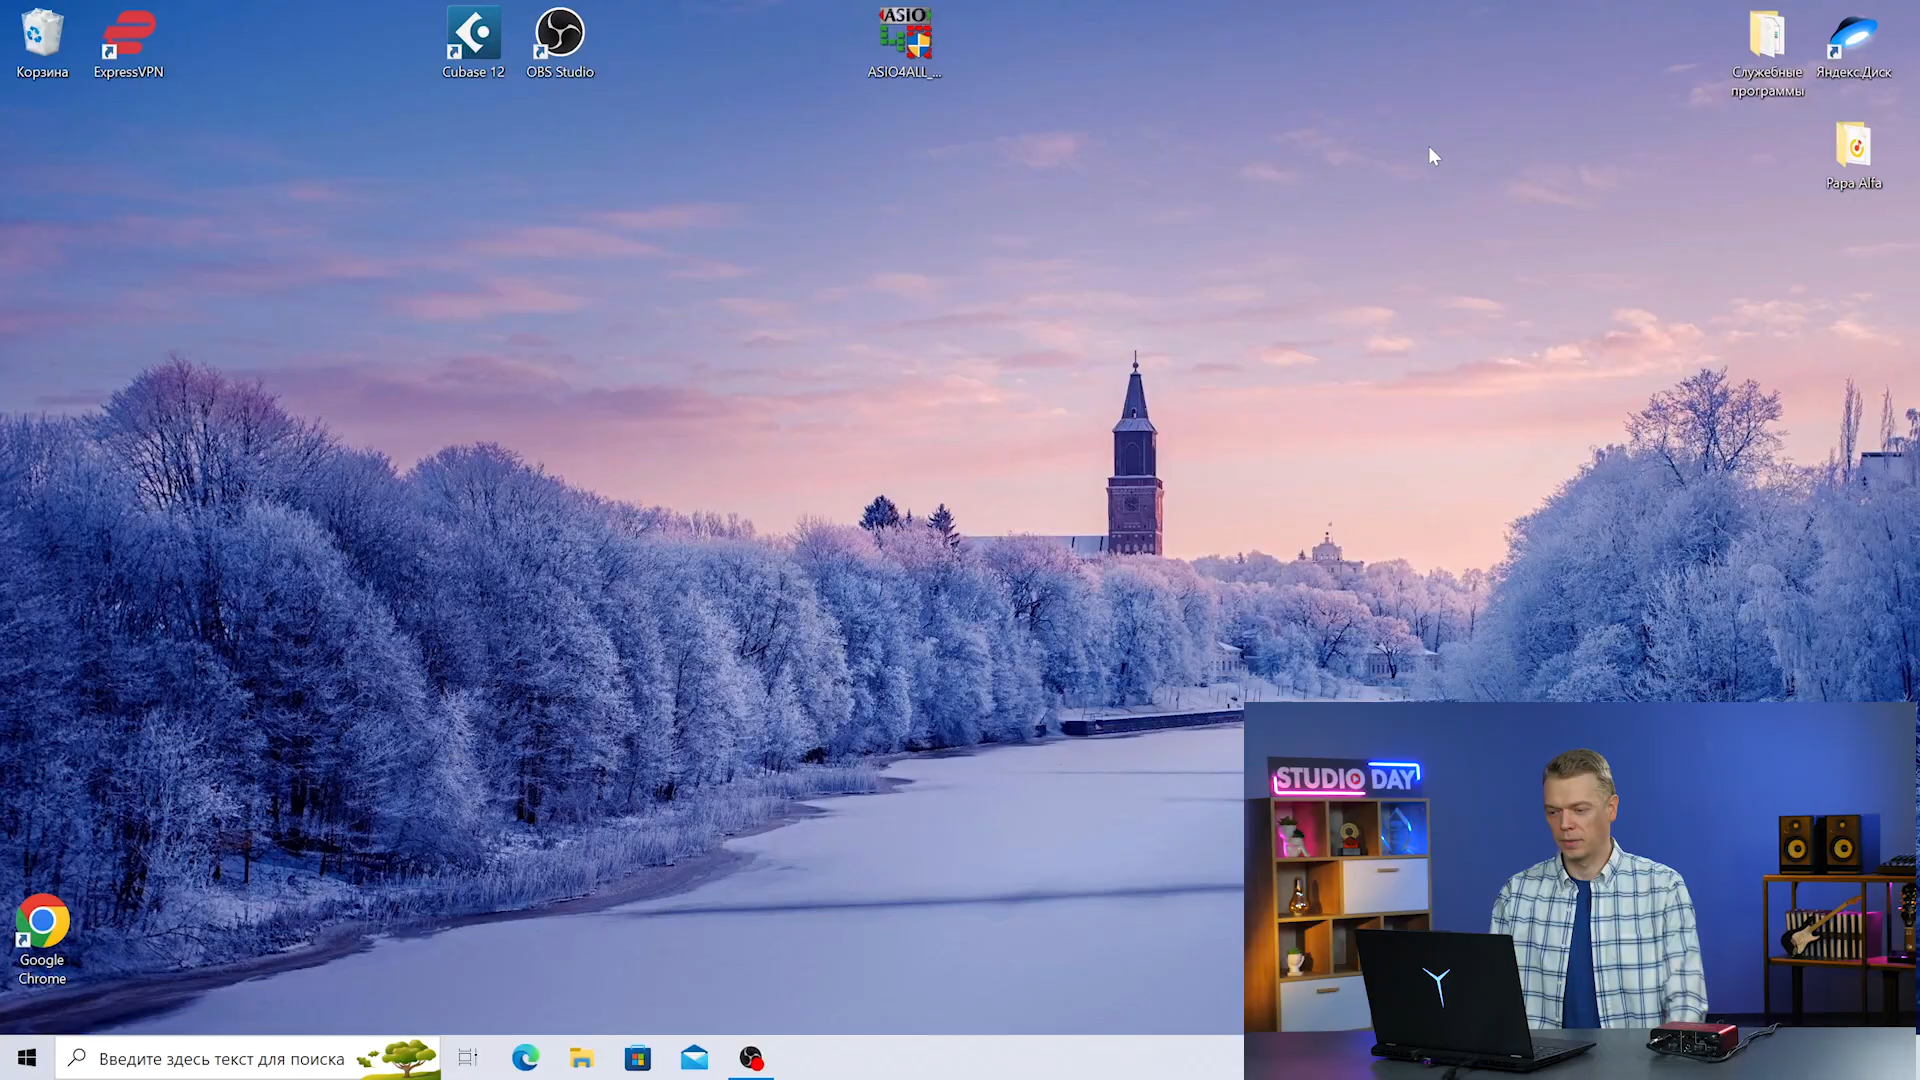 Корзина
ExpressVPN
Cubase 12
OBS Studio
ASIO
ASIO4ALL_...
Служебные
программы
Яндекс.Диск
Papa Alfa
STUDIO DAY
Google
Chrome
Введите здесь текст для поиска